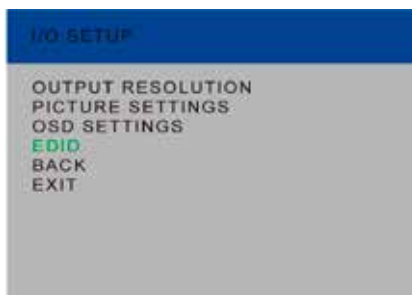 I/O SETUP
OUTPUT RESOLUTION
PICTURE SETTINGS
OSD SETTINGS
EDID
BACK
EXIT